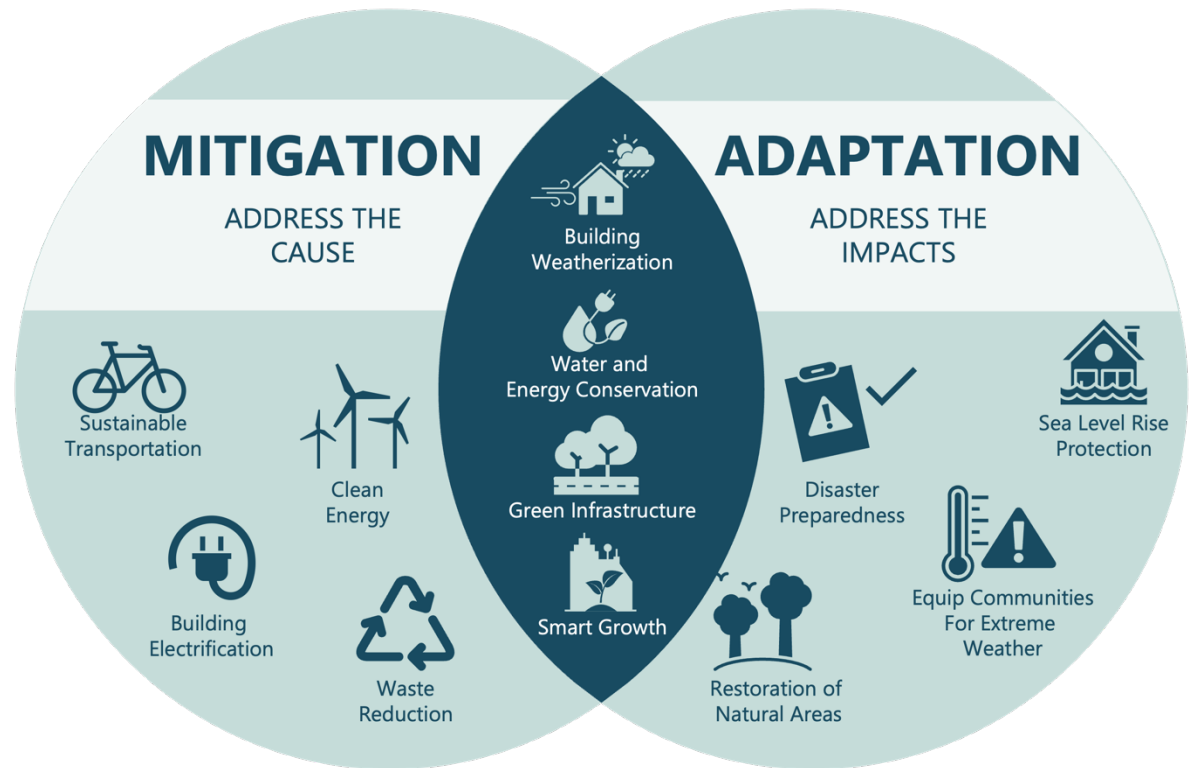 MITIGATION
ADDRESS THE
CAUSE
Sustainable
Transportation
Clean
Energy
Building
Electrification
Waste
Reduction
Building
Weatherization
Water and
Energy Conservation
Green Infrastructure
Smart Growth
ADAPTATION
ADDRESS THE
IMPACTS
Disaster
Preparedness
Sea Level Rise
Protection
Restoration of
Natural Areas
Equip Communities
For Extreme
Weather